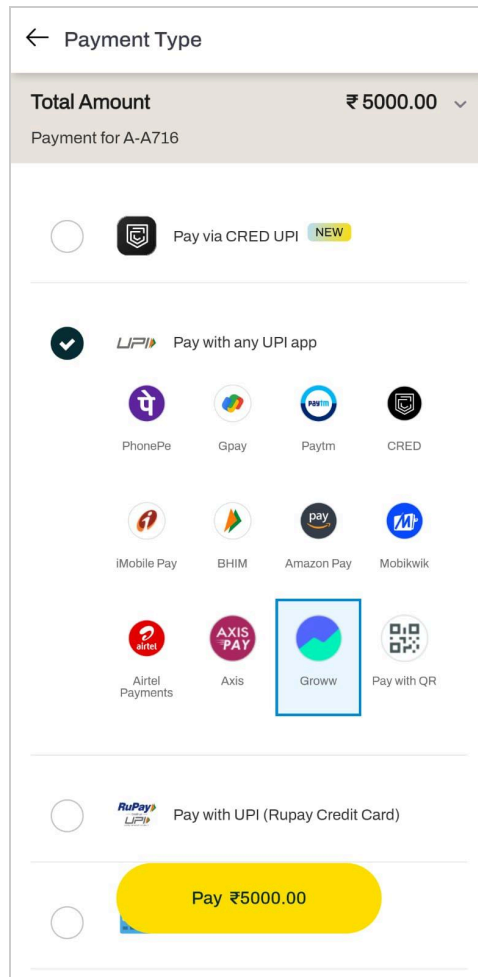 Payment Type
Total Amount ₹ 5000.00
Payment for A-A716
Pay via CRED UPI NEW
UPI Pay with any UPI app
पे Paytm
PhonePe Gpay Paytm CRED
pay
iMobile Pay BHIM Amazon Pay Mobikwik
airtel AXIS PAY
Airtel Payments Axis Groww Pay with QR
RuPay
UPI
Pay with UPI (Rupay Credit Card)
Pay ₹5000.00